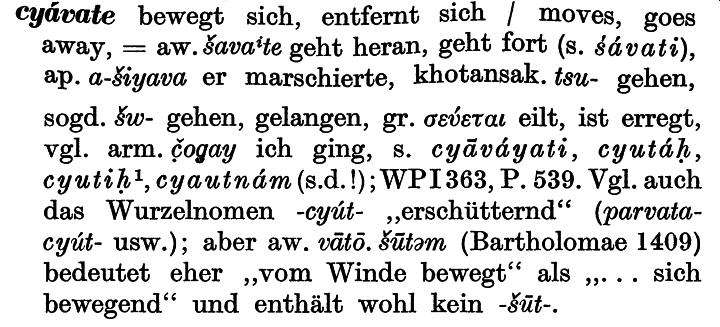 cyávate bewegt sich, entfernt sich / moves, goes
away, = aw. šavaⁱte geht heran, geht fort (s. śávati),
ap. a-šiyava er marschierte, khotansak. tsu- gehen,
sogd. šw- gehen, gelangen, gr. σεύεται eilt, ist erregt,
vgl. arm. č̣ogay ich ging, s. cyāváyati, cyutáḥ,
cyutiḥ¹, cyautnám (s.d.!); WP I 363, P. 539. Vgl. auch
das Wurzelnomen -cyút- „erschütternd“ (parvata-
cyút- usw.); aber aw. vātō. šūtəm (Bartholomae 1409)
bedeutet eher „vom Winde bewegt“ als „... sich
bewegend“ und enthält wohl kein -šūt-.